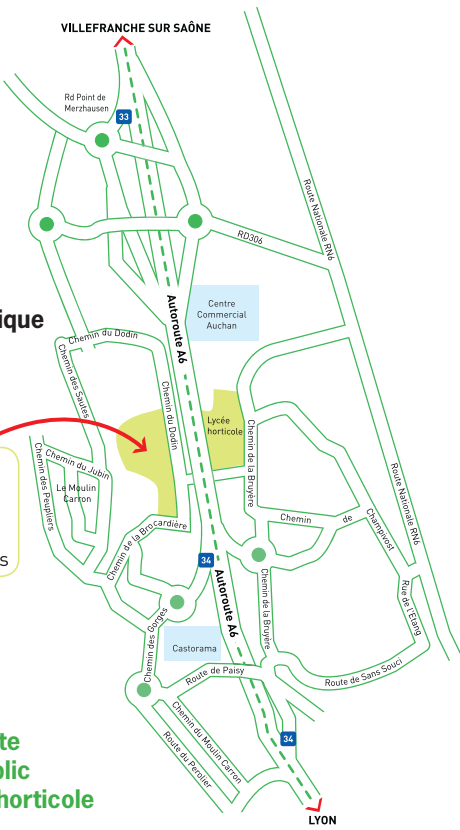 VILLEFRANCHE SUR SAÔNE
Rd Point de
Merzhausen
33
Route Nationale RN6
RD306
Autoroute A6
Centre
Commercial
Auchan
ique
Chemin du Dodin
Chemin des Sautes
Chemin du Dodin
Lycée
horticole
Chemin de la Bruyère
Chemin du Jubin
Chemin des Peupliers
Le Moulin
Carron
Route Nationale RN6
Chemin de Champivost
Chemin de la Brocardière
s
34
Autoroute A6
Chemin de la Bruyère
Rue de l'Etang
Chemin des Gorges
Castorama
Route de Paisy
Route de Sans Souci
Chemin du Moulin Carron
Route du Perolier
34
te
blic
horticole
LYON